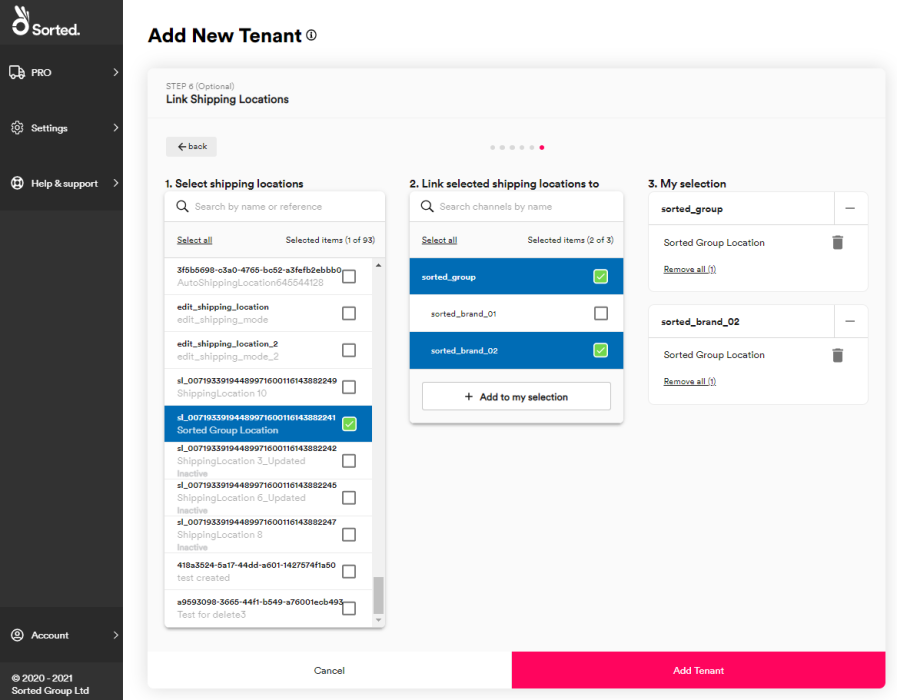 Sorted.
PRO
Settings
Help & support
Account
© 2020 - 2021
Sorted Group Ltd
Add New Tenant
STEP 6 (Optional)
Link Shipping Locations
back
1. Select shipping locations
Search by name or reference
Select all
Selected items (1 of 93)
3f5b5698-c3a0-4765-bc52-a3fefb2ebbb0
AutoShippingLocation646544128
edit_shipping_location
edit_shipping_mode
edit_shipping_location_2
edit_shipping_mode_2
sl_00719339194489971600116143882249
ShippingLocation 10
sl_00719339194489971600116143882241
Sorted Group Location
sl_00719339194489971600116143882242
ShippingLocation 3_Updated
Inactive
sl_00719339194489971600116143882245
ShippingLocation 6_Updated
Inactive
sl_00719339194489971600116143882247
ShippingLocation 8
Inactive
418a3524-5a17-44dd-a601-1427574f1a50
test created
a9593098-3665-44f1-b549-a76001ecb493
Test for delete3
2. Link selected shipping locations to
Search channels by name
Select all
Selected items (2 of 3)
sorted_group
sorted_brand_01
sorted_brand_02
+ Add to my selection
3. My selection
sorted_group
Sorted Group Location
Remove all (1)
sorted_brand_02
Sorted Group Location
Remove all (1)
Cancel
Add Tenant